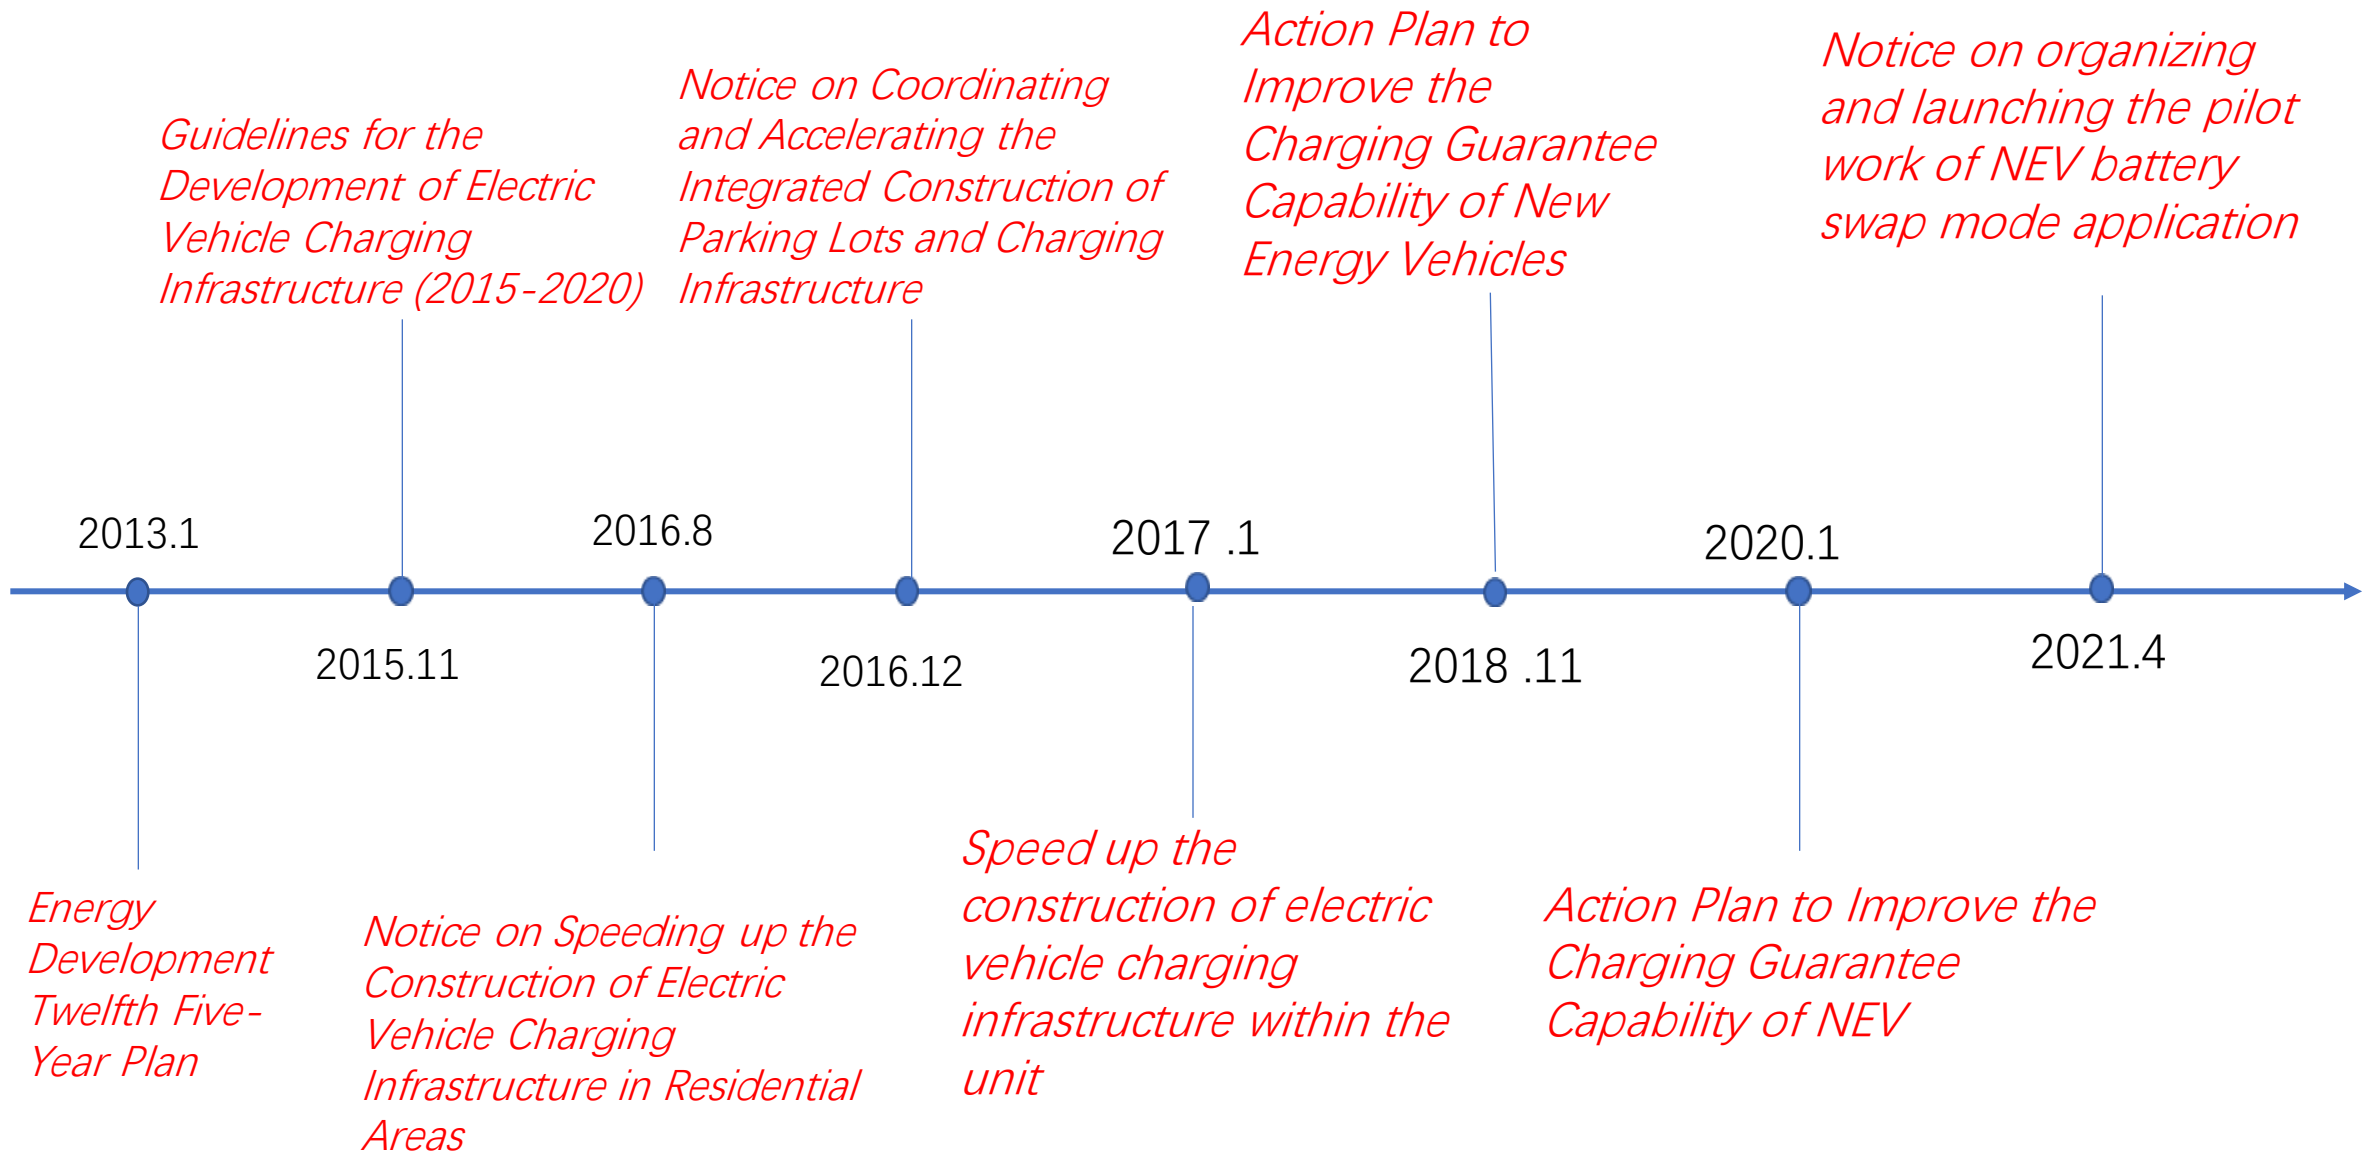 Guidelines for the
Development of Electric
Vehicle Charging
Infrastructure (2015-2020)
Notice on Coordinating
and Accelerating the
Integrated Construction of
Parking Lots and Charging
Infrastructure
Action Plan to
Improve the
Charging Guarantee
Capability of New
Energy Vehicles
Notice on organizing
and launching the pilot
work of NEV battery
swap mode application
2013.1
2016.8
2017 .1
2020.1
2015.11
2016.12
2018 .11
2021.4
Energy
Development
Twelfth Five-
Year Plan
Notice on Speeding up the
Construction of Electric
Vehicle Charging
Infrastructure in Residential
Areas
Speed up the
construction of electric
vehicle charging
infrastructure within the
unit
Action Plan to Improve the
Charging Guarantee
Capability of NEV